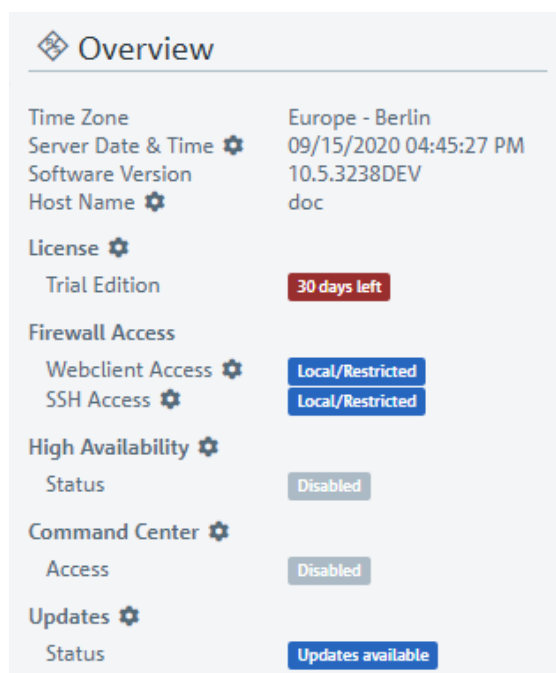 Overview
Time Zone Europe - Berlin
Server Date & Time 09/15/2020 04:45:27 PM
Software Version 10.5.3238DEV
Host Name doc
License
Trial Edition 30 days left
Firewall Access
Webclient Access Local/Restricted
SSH Access Local/Restricted
High Availability
Status Disabled
Command Center
Access Disabled
Updates
Status Updates available